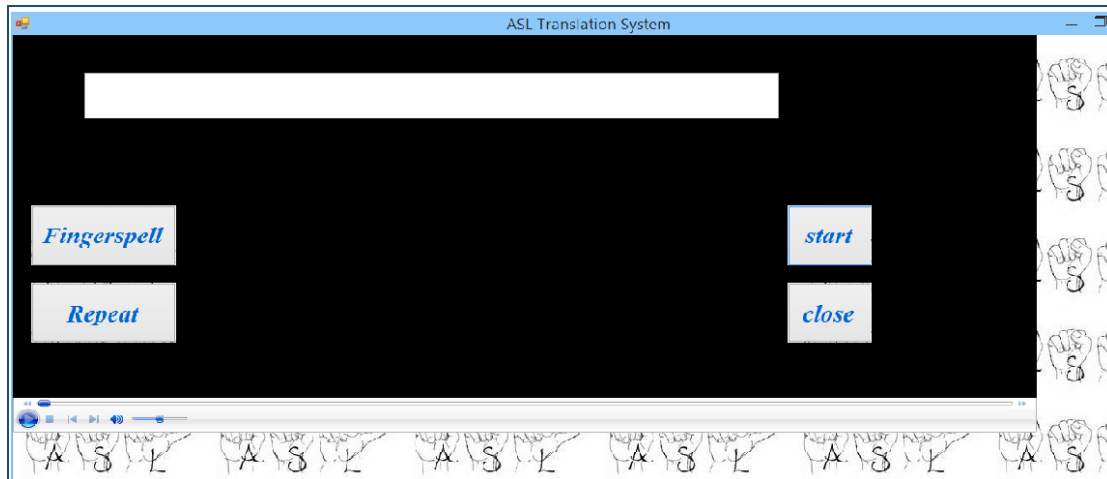 ASL Translation System
Fingerspell
start
Repeat
close
S
S
S
S
A S L A S L A S L A S L A S L A S